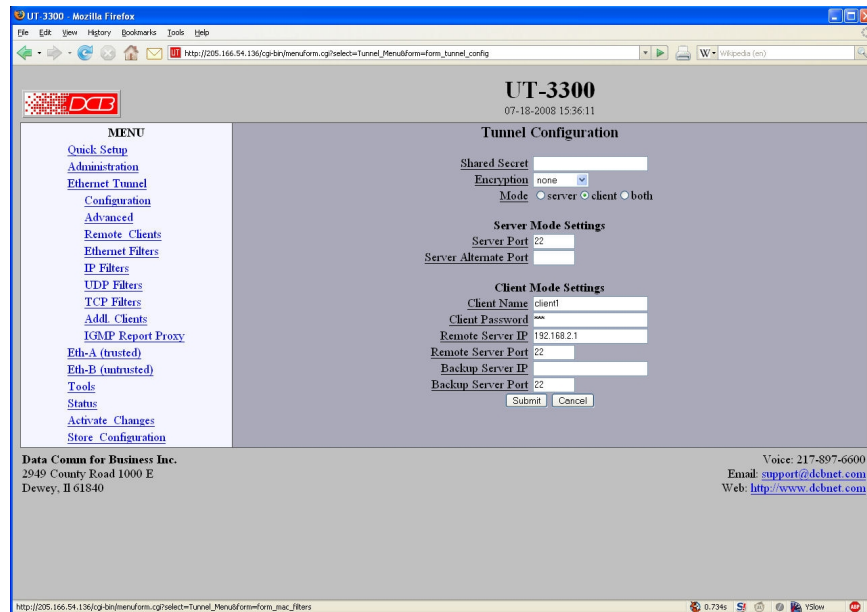 UT-3300 - Mozilla Firefox
File Edit View History Bookmarks Tools Help
http://205.166.54.136/cgi-bin/menuform.cgi?select=Tunnel_Menu&form=form_tunnel_config
W Wikipedia (en)
DCB
UT-3300
07-18-2008 15:36:11
MENU
Quick Setup
Administration
Ethernet Tunnel
Configuration
Advanced
Remote Clients
Ethernet Filters
IP Filters
UDP Filters
TCP Filters
Addl. Clients
IGMP Report Proxy
Eth-A (trusted)
Eth-B (untrusted)
Tools
Status
Activate Changes
Store Configuration
Tunnel Configuration
Shared Secret
Encryption none
Mode server client both
Server Mode Settings
Server Port 22
Server Alternate Port
Client Mode Settings
Client Name client1
Client Password ***
Remote Server IP 192.168.2.1
Remote Server Port 22
Backup Server IP
Backup Server Port 22
Submit Cancel
Data Comm for Business Inc.
2949 County Road 1000 E
Dewey, Il 61840
Voice: 217-897-6600
Email: support@dcbnet.com
Web: http://www.dcbnet.com
http://205.166.54.136/cgi-bin/menuform.cgi?select=Tunnel_Menu&form=form_mac_filters
0.734s YSlow ABP